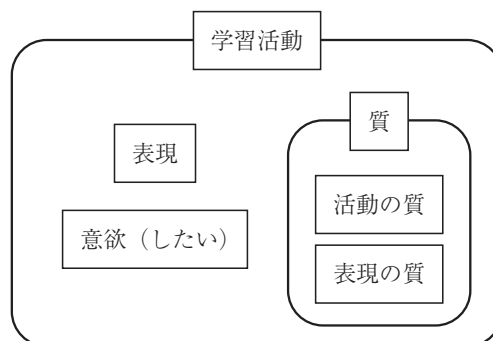 学習活動
質
表現
活動の質
意欲（したい）
表現の質